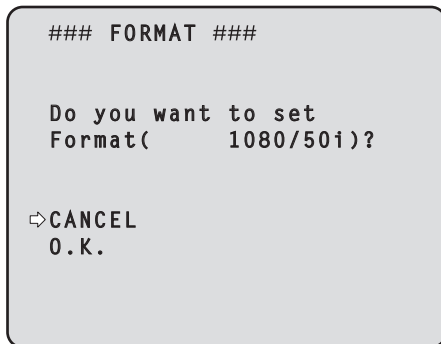 ### FORMAT ###
Do you want to set
Format(     1080/50i)?
⇨CANCEL
O.K.